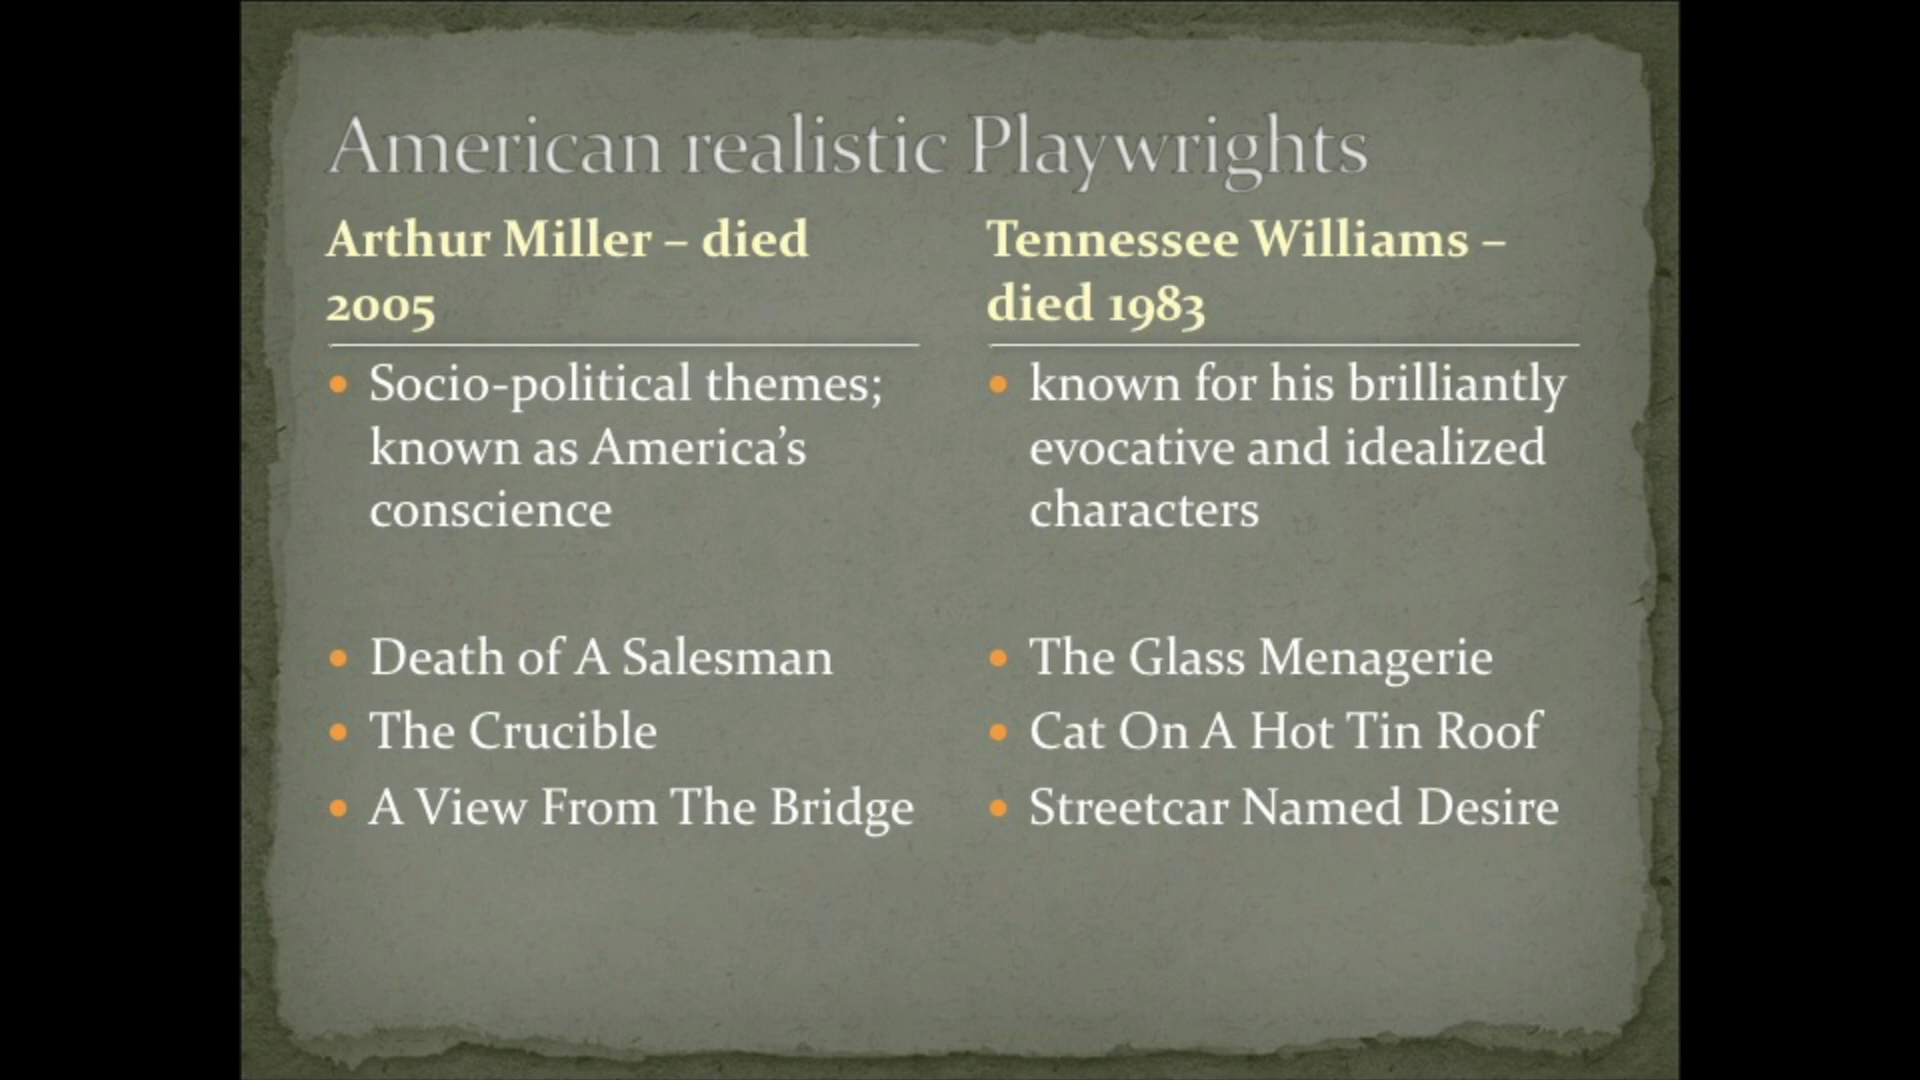 American realistic Playwrights
Arthur Miller – died
2005
• Socio-political themes;
known as America’s
conscience
• Death of A Salesman
• The Crucible
• A View From The Bridge
Tennessee Williams –
died 1983
• known for his brilliantly
evocative and idealized
characters
• The Glass Menagerie
• Cat On A Hot Tin Roof
• Streetcar Named Desire